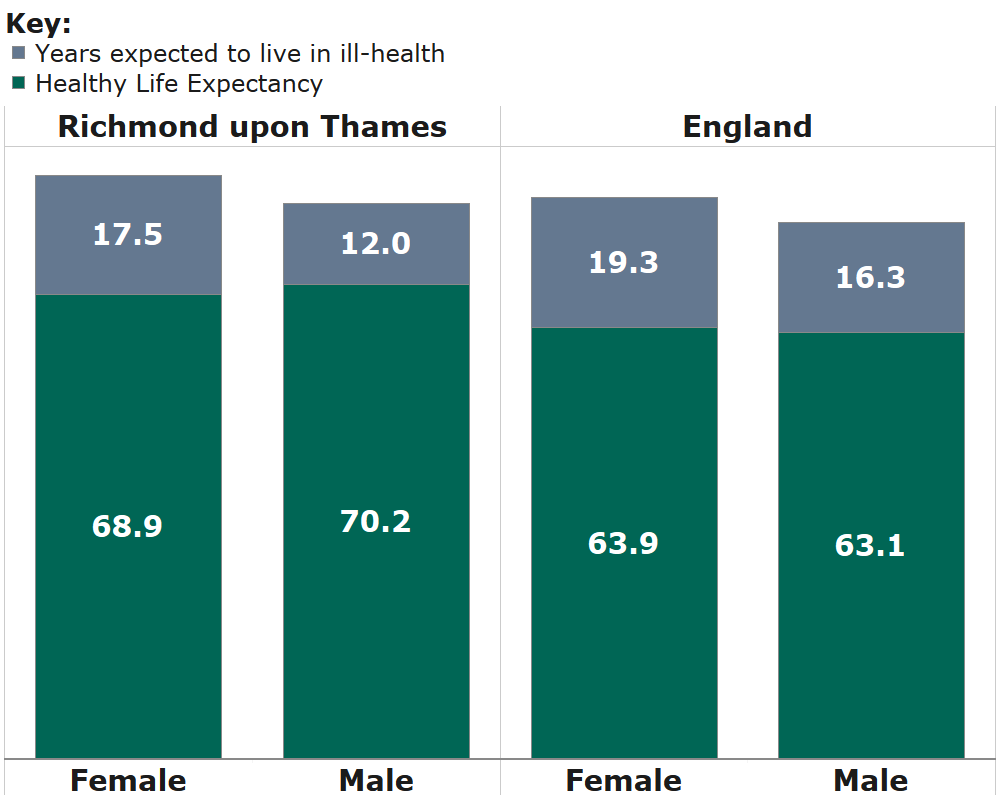 Key:
Years expected to live in ill-health
Healthy Life Expectancy
Richmond upon Thames England
17.5 12.0 19.3 16.3
68.9 70.2 63.9 63.1
Female Male Female Male